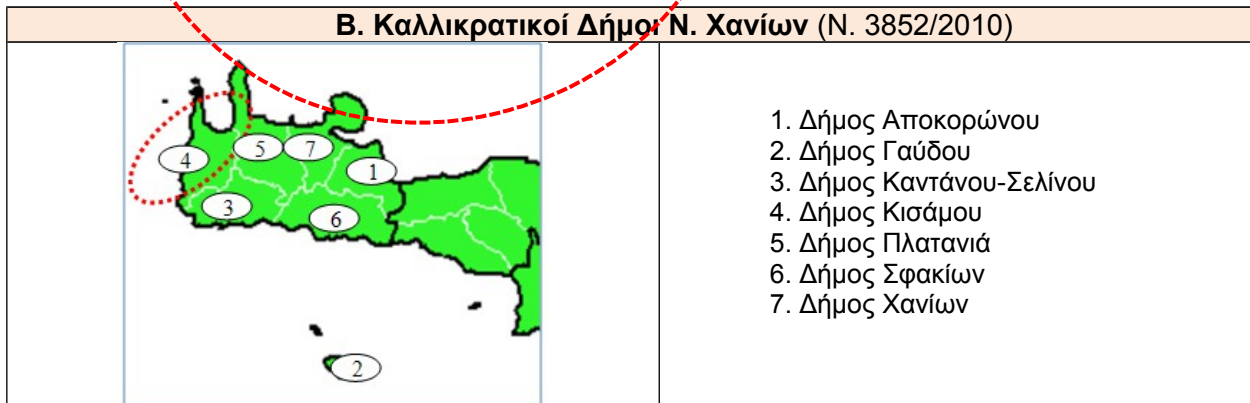 Β. Καλλικρατικοί Δήμοι Ν. Χανίων (Ν. 3852/2010)
4
5
7
1
3
6
2
1. Δήμος Αποκορώνου
2. Δήμος Γαύδου
3. Δήμος Καντάνου-Σελίνου
4. Δήμος Κισάμου
5. Δήμος Πλατανιά
6. Δήμος Σφακίων
7. Δήμος Χανίων